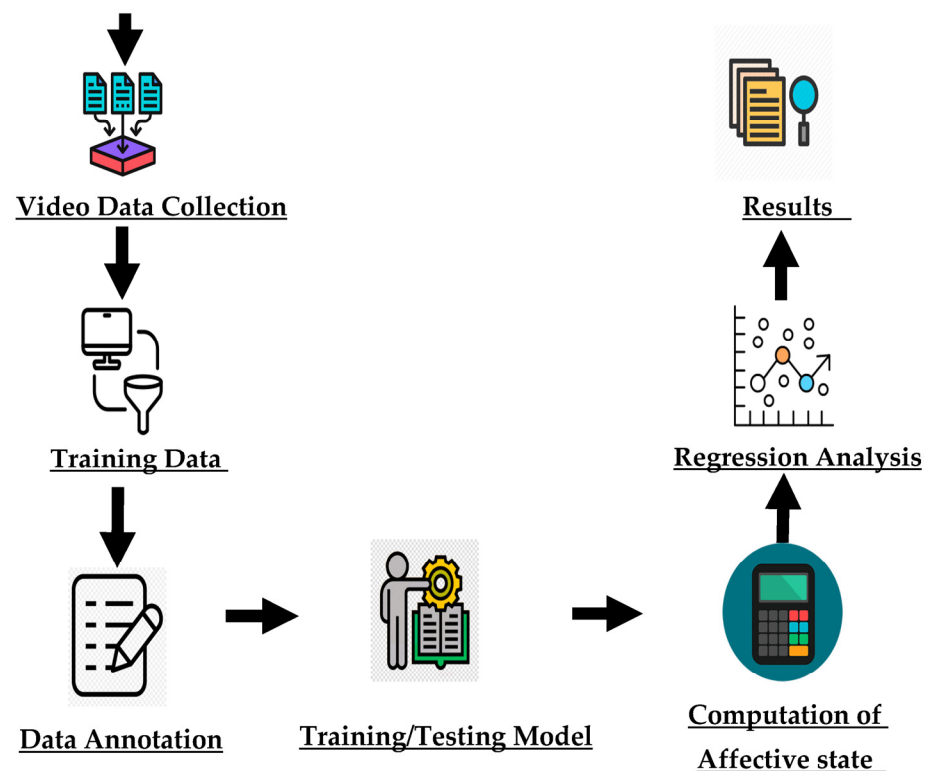 Video Data Collection
Training Data
Data Annotation
Training/Testing Model
Computation of
Affective state
Regression Analysis
Results